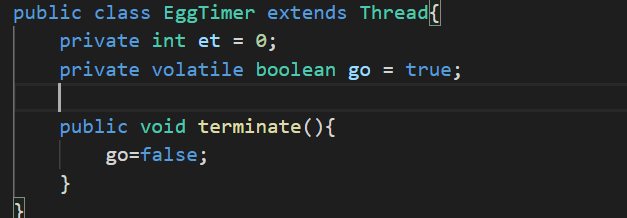 public class EggTimer extends Thread{
    private int et = 0;
    private volatile boolean go = true;
    public void terminate(){
        go=false;
    }
}